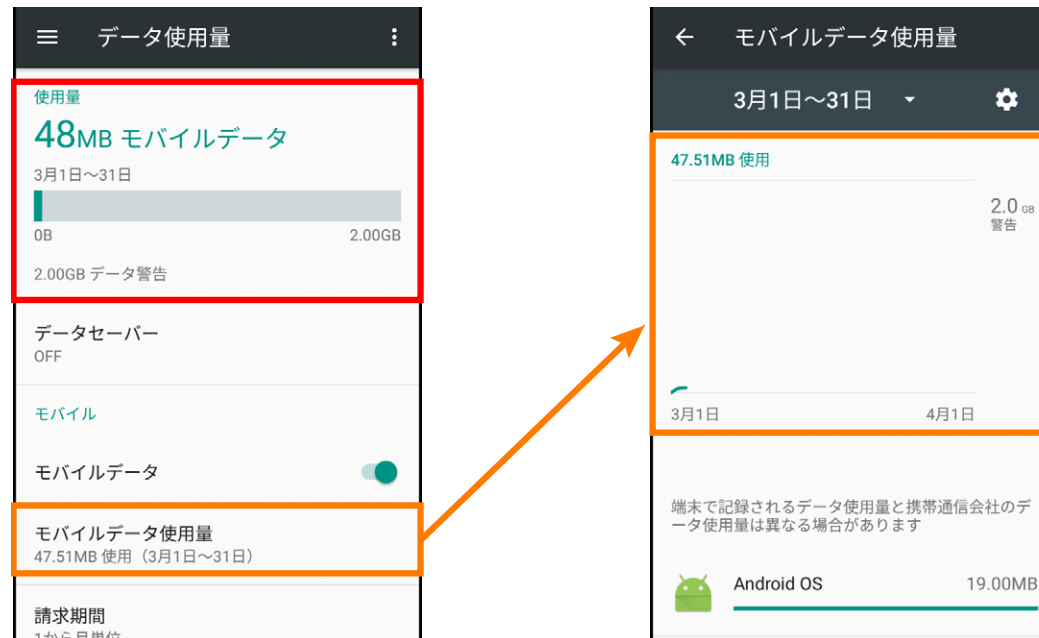 データ使用量
使用量
48MB モバイルデータ
3月1日～31日
0B 2.00GB
2.00GB データ警告
データセーバー
OFF
モバイル
モバイルデータ
モバイルデータ使用量
47.51MB 使用（3月1日～31日）
請求期間
1から月単位
モバイルデータ使用量
3月1日～31日
47.51MB 使用
2.0 GB
警告
3月1日 4月1日
端末で記録されるデータ使用量と携帯通信会社のデ
ータ使用量は異なる場合があります
Android OS 19.00MB